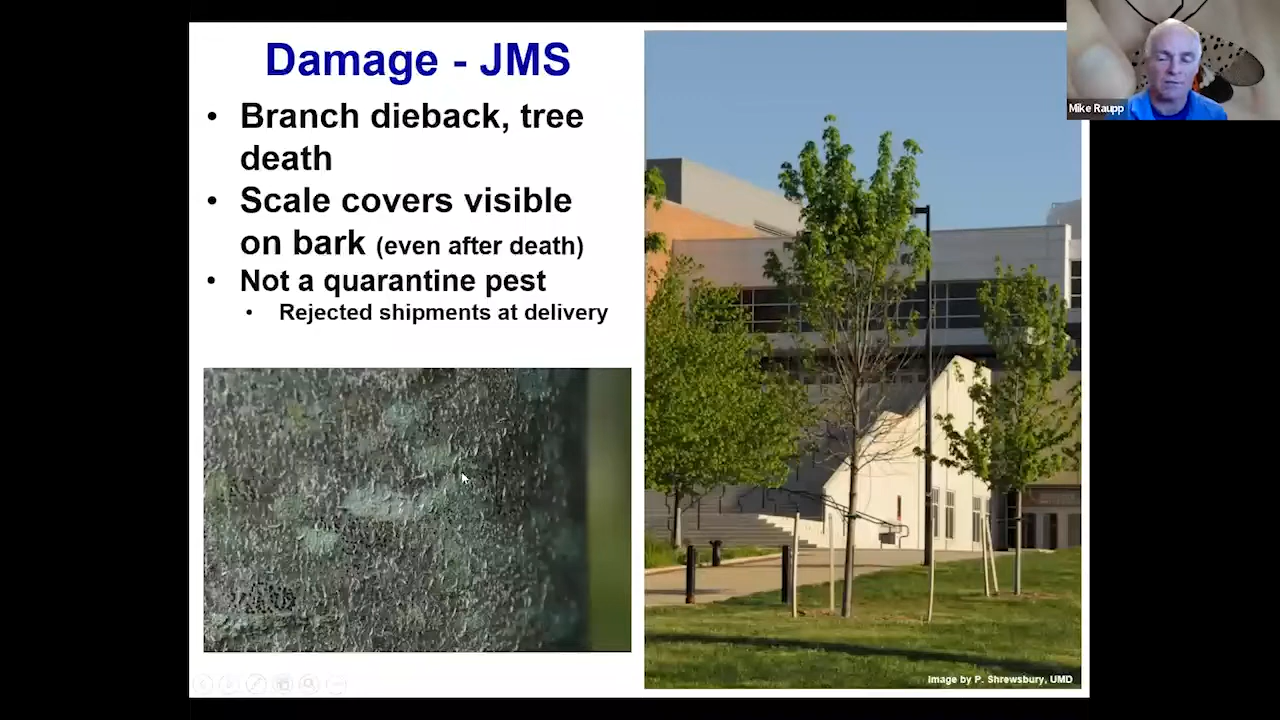 Damage - JMS
• Branch dieback, tree
death
• Scale covers visible
on bark (even after death)
• Not a quarantine pest
• Rejected shipments at delivery
Image by P. Shrewsbury, UMD
Mike Raupp